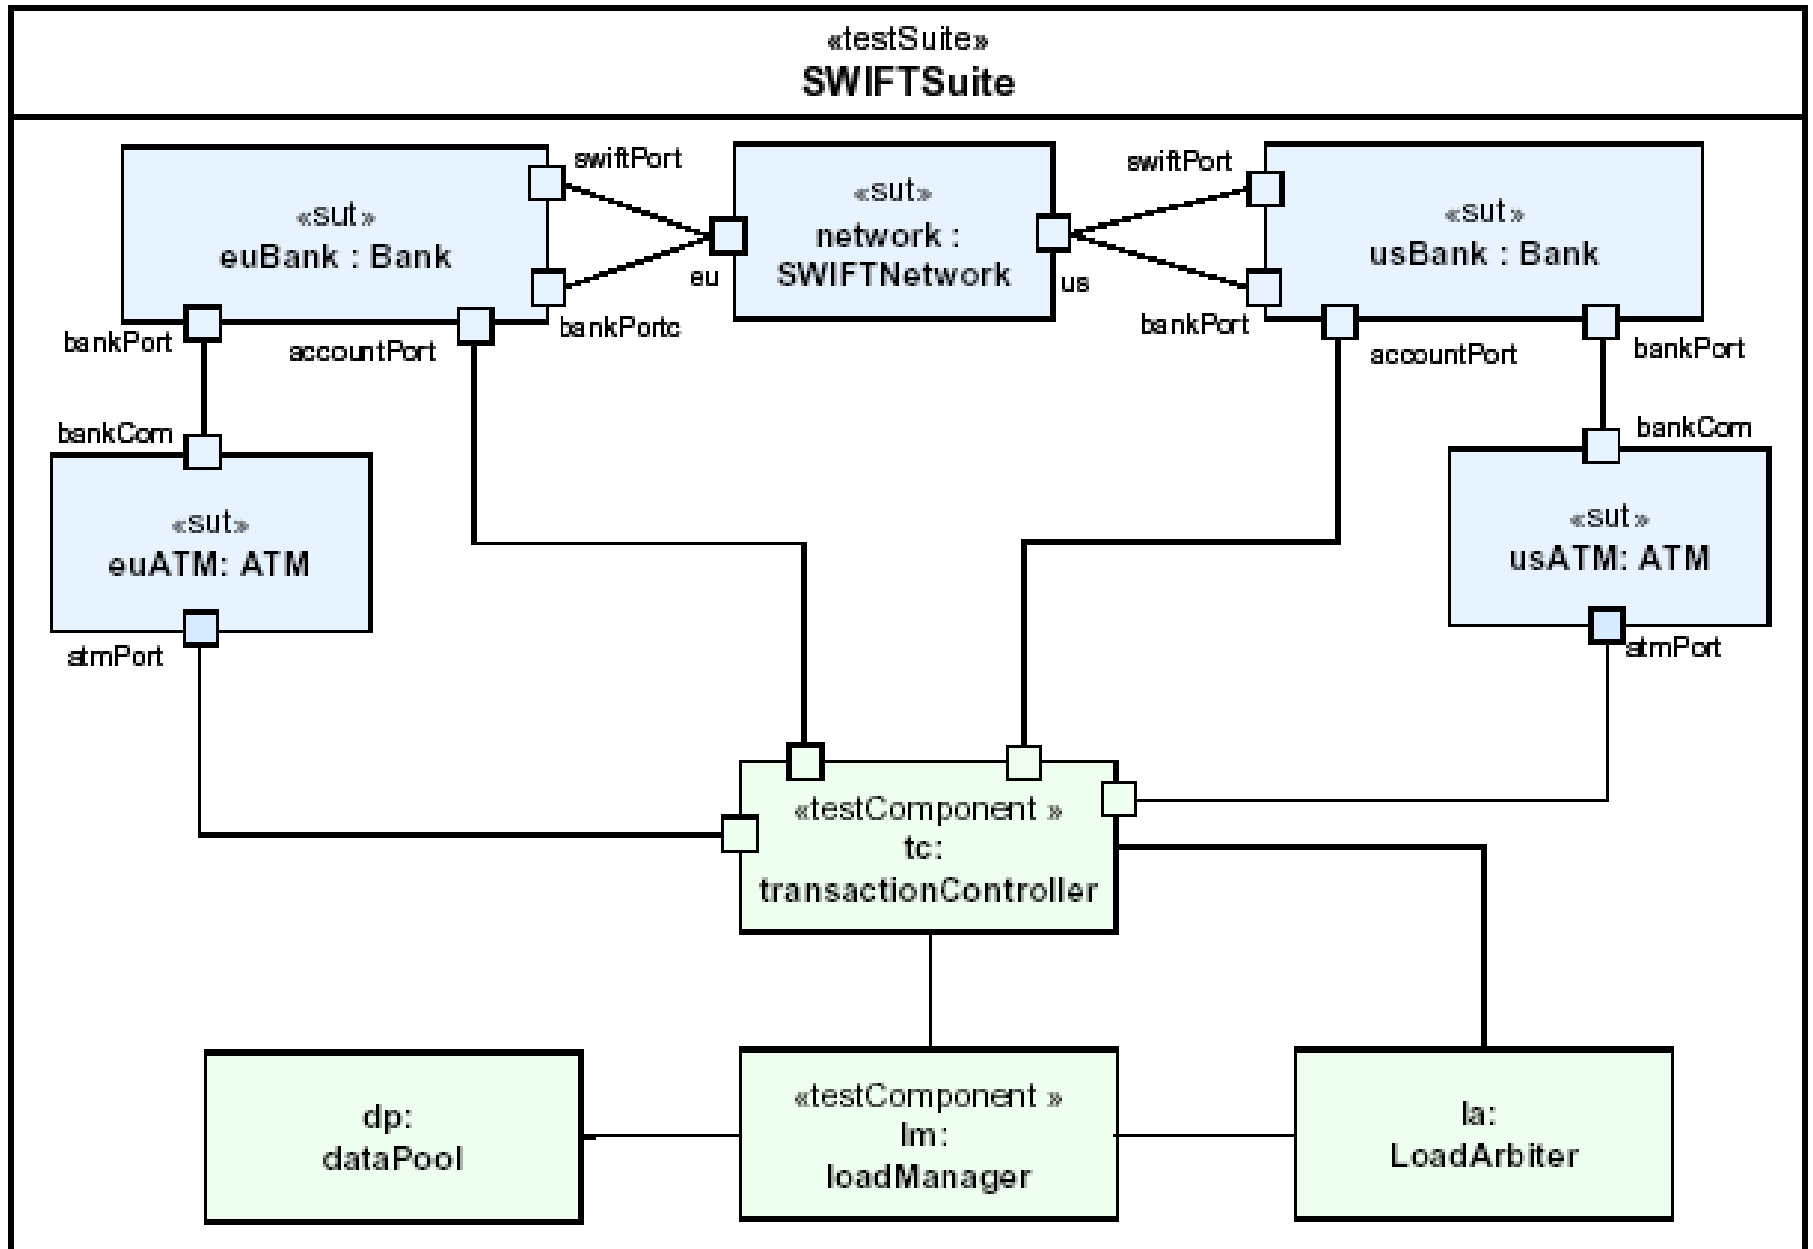 «testSuite»
SWIFTSuite
swiftPort
swiftPort
«sut»
euBank : Bank
«sut»
network :
SWIFTNetwork
«sut»
usBank : Bank
eu
us
bankPort
accountPort
bankPortc
bankPort
accountPort
bankPort
bankCom
bankCom
«sut»
euATM: ATM
«sut»
usATM: ATM
atmPort
atmPort
«testComponent »
tc:
transactionController
dp:
dataPool
«testComponent »
lm:
loadManager
la:
LoadArbiter